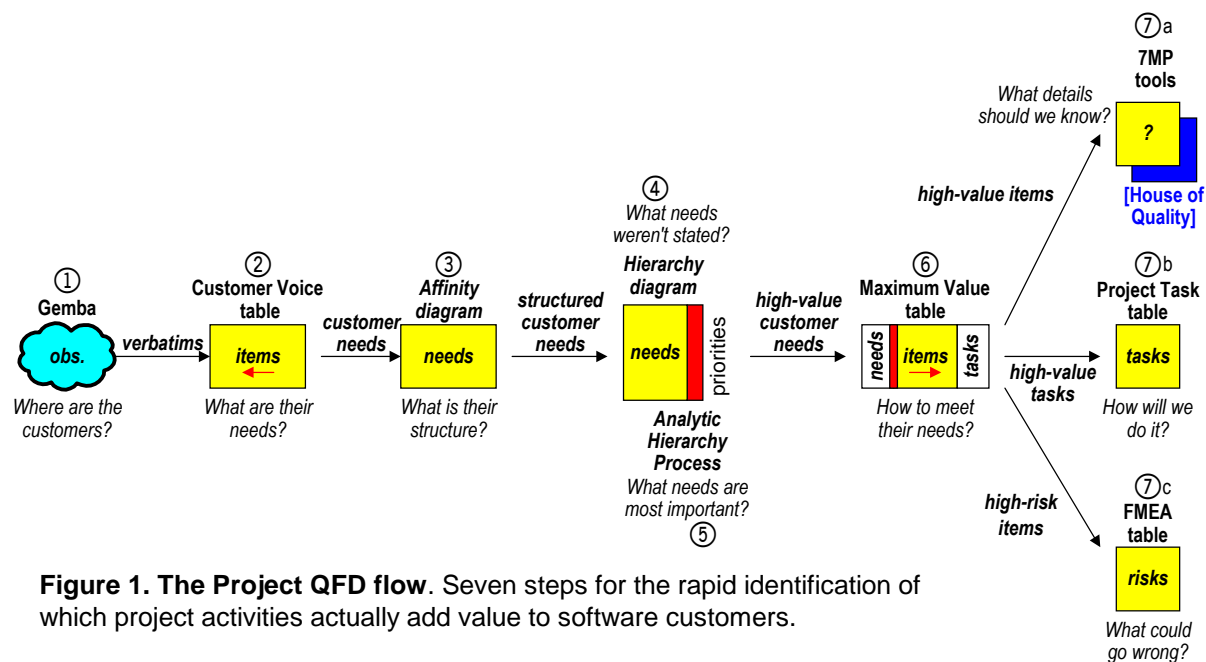 ⑦a
7MP
tools
What details
should we know?
?
[House of
Quality]
high-value items
④
What needs
weren't stated?
Hierarchy
diagram
needs
priorities
Analytic
Hierarchy
Process
What needs are
most important?
⑤
①
Gemba
obs.
Where are the
customers?
verbatims
②
Customer Voice
table
items
What are their
needs?
customer
needs
③
Affinity
diagram
needs
What is their
structure?
structured
customer
needs
high-value
customer
needs
⑥
Maximum Value
table
needs
items
tasks
How to meet
their needs?
high-value
tasks
⑦b
Project Task
table
tasks
How will we
do it?
high-risk
items
⑦c
FMEA
table
risks
What could
go wrong?
Figure 1. The Project QFD flow. Seven steps for the rapid identification of
which project activities actually add value to software customers.